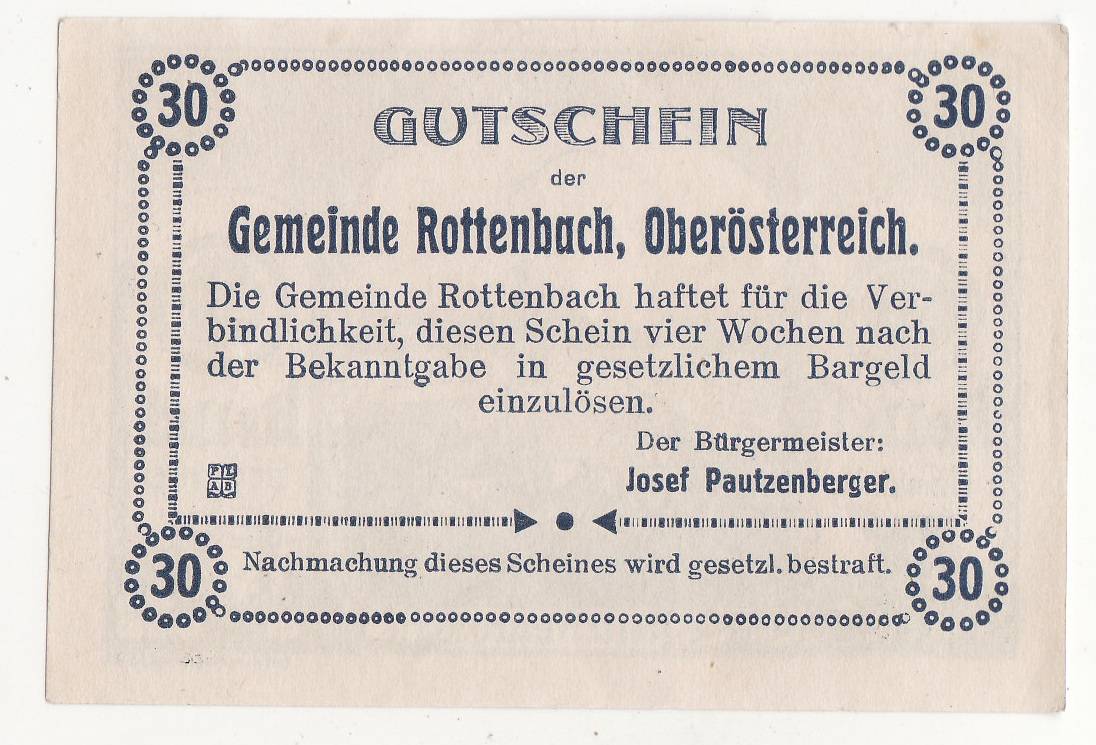 30 30
GUTSCHEIN
der
Gemeinde Rottenbach, Oberösterreich.
Die Gemeinde Rottenbach haftet für die Ver-
bindlichkeit, diesen Schein vier Wochen nach
der Bekanntgabe in gesetzlichem Bargeld
einzulösen.
Der Bürgermeister:
Josef Pautzenberger.
PL
AB
30 Nachmachung dieses Scheines wird gesetzl. bestraft. 30